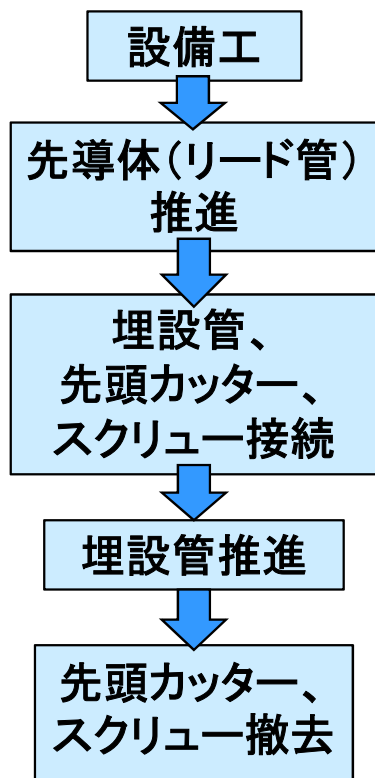 設備工
先導体(リード管)
推進
埋設管、
先頭カッター、
スクリュー接続
埋設管推進
先頭カッター、
スクリュー撤去